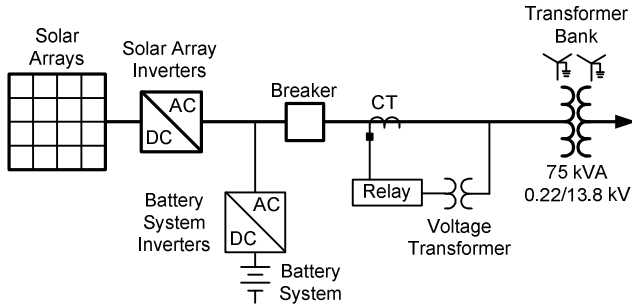 Solar
Arrays
Solar Array
Inverters
AC
DC
Breaker
CT
Transformer
Bank
75 kVA
0.22/13.8 kV
Relay
Voltage
Transformer
Battery
System
Inverters
AC
DC
Battery
System